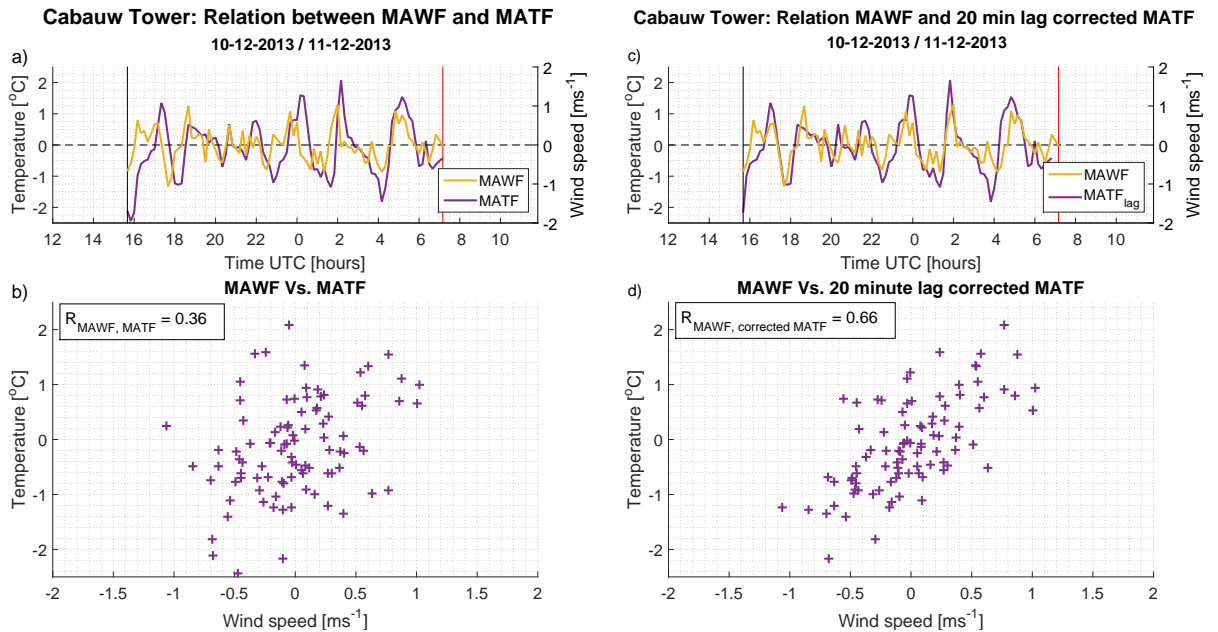 Cabauw Tower: Relation between MAWF and MATF
10-12-2013 / 11-12-2013
a)
2
1
0
-1
-2
Temperature [°C]
2
1
0
-1
-2
Wind speed [ms⁻¹]
MAWF
MATF
12 14 16 18 20 22 0 2 4 6 8 10
Time UTC [hours]
Cabauw Tower: Relation MAWF and 20 min lag corrected MATF
10-12-2013 / 11-12-2013
c)
2
1
0
-1
-2
Temperature [°C]
2
1
0
-1
-2
Wind speed [ms⁻¹]
MAWF
MATF_lag
12 14 16 18 20 22 0 2 4 6 8 10
Time UTC [hours]
b)
MAWF Vs. MATF
R_MAWF, MATF = 0.36
2
1
0
-1
-2
Temperature [°C]
-2 -1.5 -1 -0.5 0 0.5 1 1.5 2
Wind speed [ms⁻¹]
d)
MAWF Vs. 20 minute lag corrected MATF
R_MAWF, corrected MATF = 0.66
2
1
0
-1
-2
Temperature [°C]
-2 -1.5 -1 -0.5 0 0.5 1 1.5 2
Wind speed [ms⁻¹]